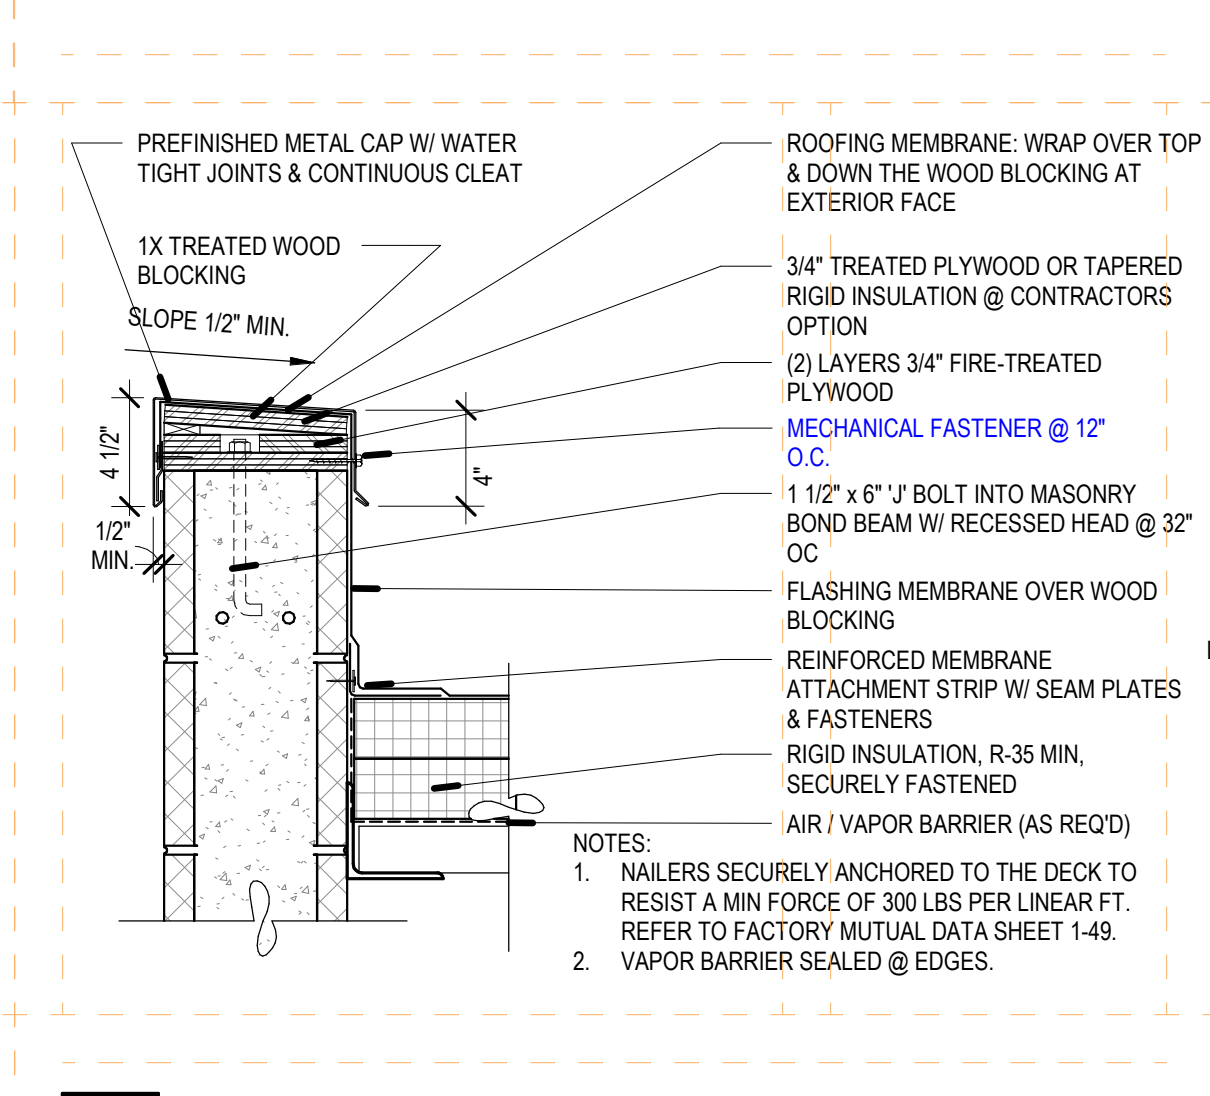 PREFINISHED METAL CAP W/ WATER
TIGHT JOINTS & CONTINUOUS CLEAT
1X TREATED WOOD
BLOCKING
SLOPE 1/2" MIN.
4 1/2"
1/2"
MIN.
4"
ROOFING MEMBRANE: WRAP OVER TOP
& DOWN THE WOOD BLOCKING AT
EXTERIOR FACE
3/4" TREATED PLYWOOD OR TAPERED
RIGID INSULATION @ CONTRACTORS
OPTION
(2) LAYERS 3/4" FIRE-TREATED
PLYWOOD
MECHANICAL FASTENER @ 12"
O.C.
1 1/2" x 6" 'J' BOLT INTO MASONRY
BOND BEAM W/ RECESSED HEAD @ 32"
OC
FLASHING MEMBRANE OVER WOOD
BLOCKING
REINFORCED MEMBRANE
ATTACHMENT STRIP W/ SEAM PLATES
& FASTENERS
RIGID INSULATION, R-35 MIN,
SECURELY FASTENED
AIR / VAPOR BARRIER (AS REQ'D)
NOTES:
1. NAILERS SECURELY ANCHORED TO THE DECK TO
RESIST A MIN FORCE OF 300 LBS PER LINEAR FT.
REFER TO FACTORY MUTUAL DATA SHEET 1-49.
2. VAPOR BARRIER SEALED @ EDGES.